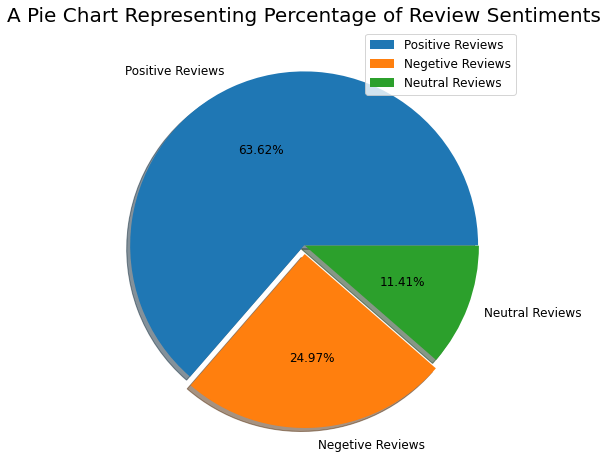 A Pie Chart Representing Percentage of Review Sentiments
Positive Reviews
Negetive Reviews
Neutral Reviews
Positive Reviews
63.62%
11.41%
Neutral Reviews
24.97%
Negetive Reviews